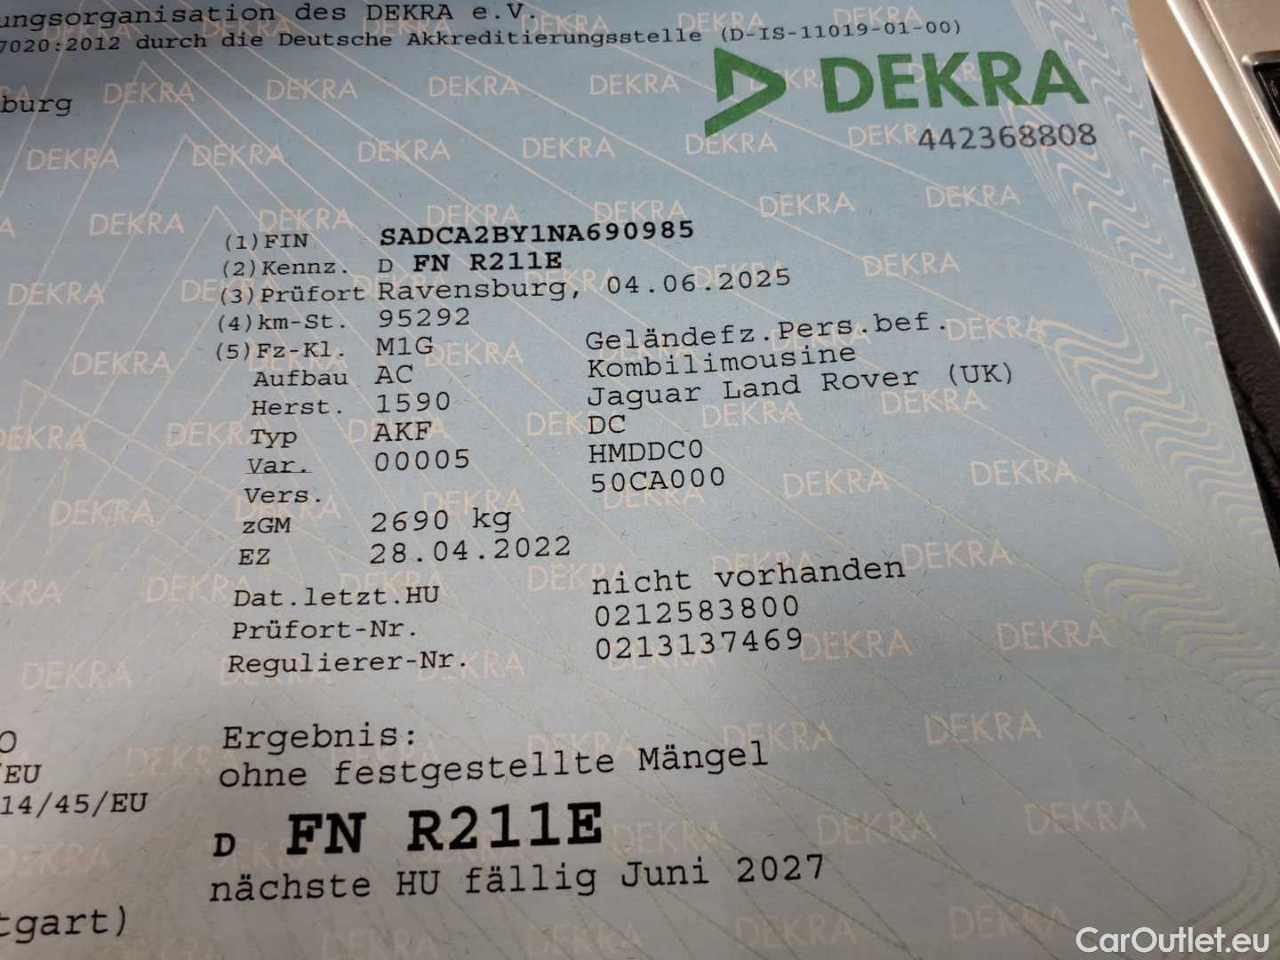 ungsorganisation des DEKRA e.V.
7020:2012 durch die Deutsche Akkreditierungsstelle (D-IS-11019-01-00)
DEKRA
burg
442368808
(1) FIN SADCA2BY1NA690985
(2) Kennz. D FN R211E
(3) Prüfort Ravensburg, 04.06.2025
(4) km-St. 95292
(5) Fz-Kl. M1G Geländefz.Pers.bef.
Aufbau AC Kombilimousine
Herst. 1590 Jaguar Land Rover (UK)
Typ AKF DC
Var. 00005 HMDDC0
Vers. 50CA000
zGM 2690 kg
EZ 28.04.2022
Dat.letzt.HU nicht vorhanden
Prüfort-Nr. 0212583800
Regulierer-Nr. 0213137469
O
/EU
14/45/EU
Ergebnis:
ohne festgestellte Mängel
D FN R211E
nächste HU fällig Juni 2027
tgart)
CarOutlet.eu